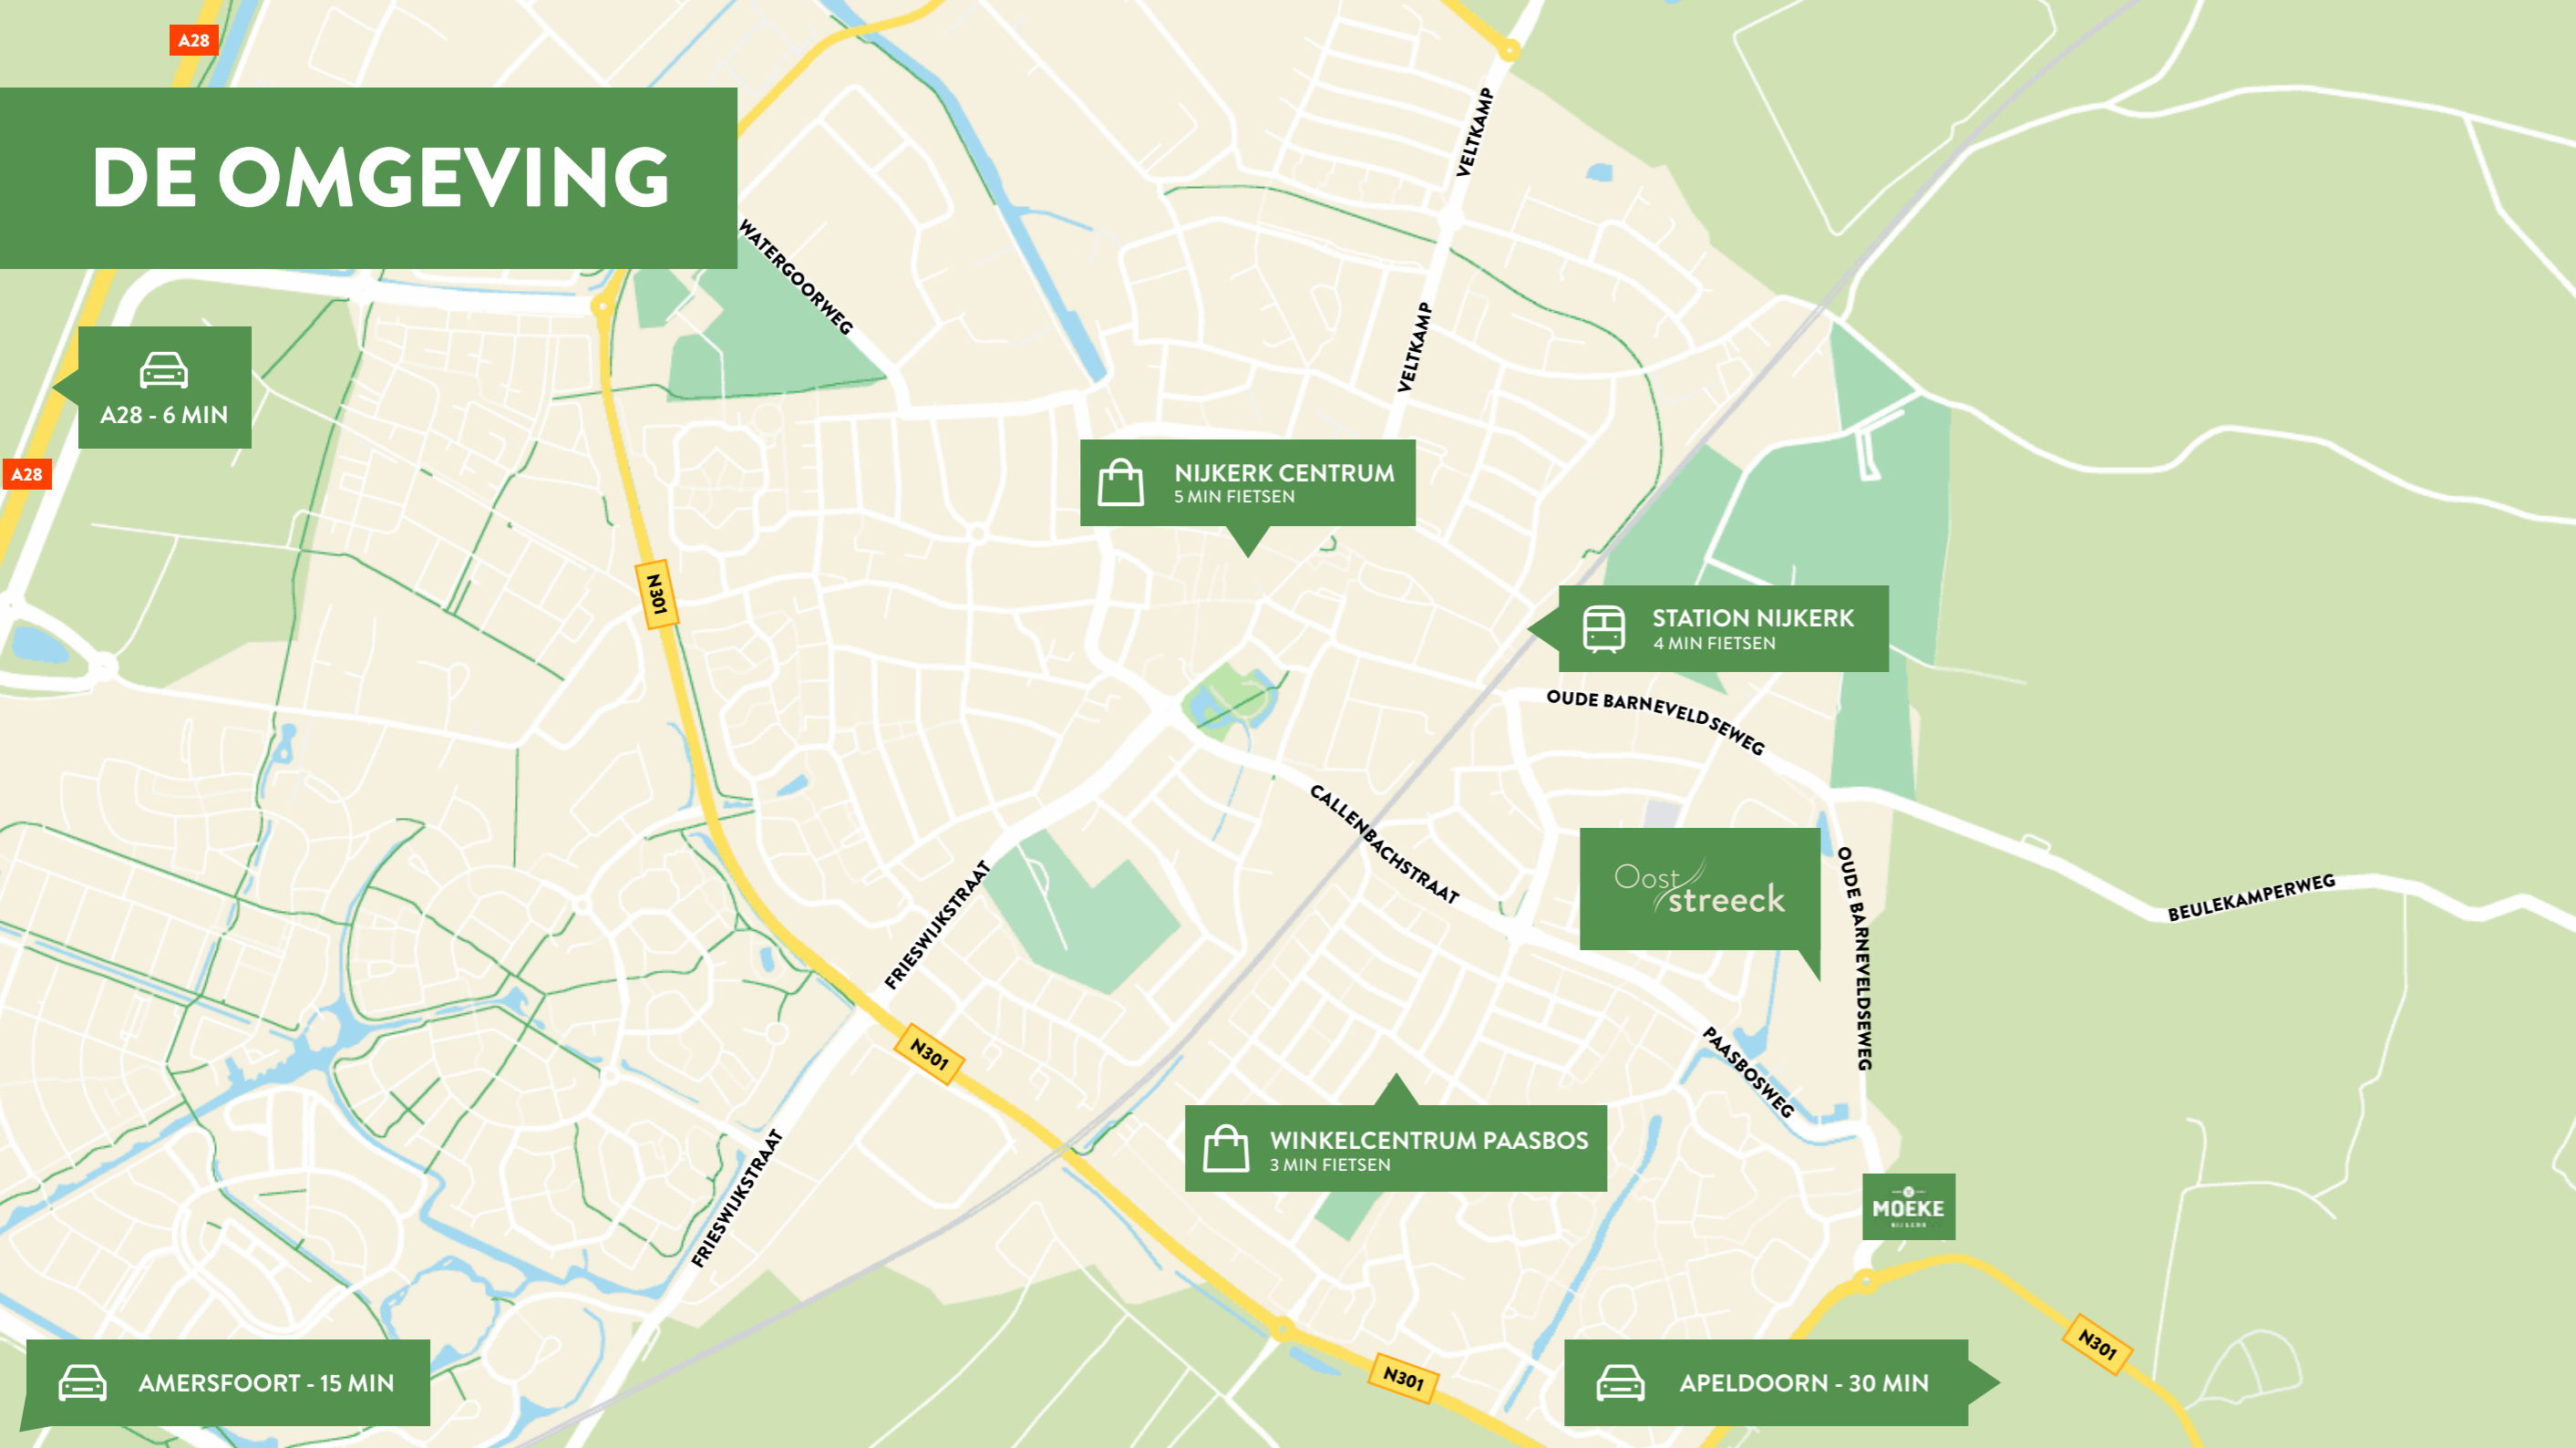 A28
DE OMGEVING
VELTKAMP
WATERGOORWEG
VELTKAMP
A28 - 6 MIN
A28
NIJKERK CENTRUM
5 MIN FIETSEN
N301
STATION NIJKERK
4 MIN FIETSEN
OUDE BARNEVELDSEWEG
CALLENBACHSTRAAT
Oost
streeck
OUDE BARNEVELDSEWEG
BEULEKAMPERWEG
FRIESWIJKSTRAAT
N301
PAASBOSWEG
WINKELCENTRUM PAASBOS
3 MIN FIETSEN
FRIESWIJKSTRAAT
MOEKE
N301
N301
AMERSFOORT - 15 MIN
APELDOORN - 30 MIN